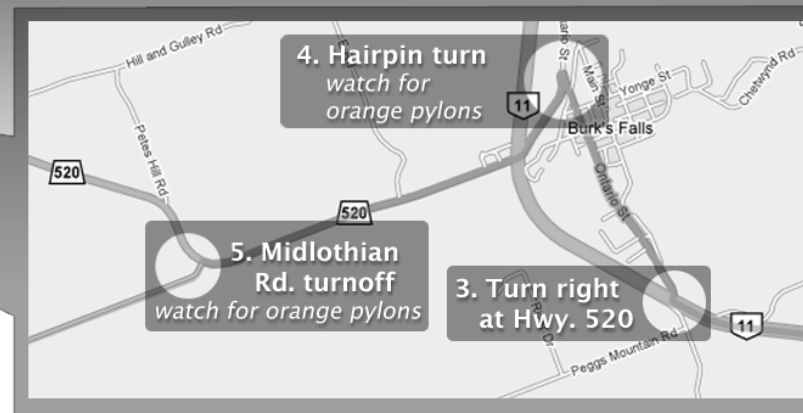 Hill and Gulley Rd
4. Hairpin turn
watch for
orange pylons
Main St
Yonge St
Chetwynd Rd
11
Burk's Falls
Petes Hill Rd
520
520
Ontario St
5. Midlothian
Rd. turnoff
watch for orange pylons
3. Turn right
at Hwy. 520
11
Peggs Mountain Rd